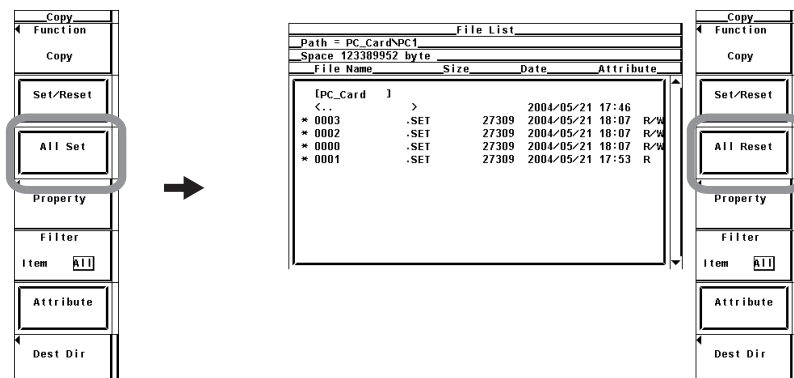 Copy
Function
Copy
Set/Reset
All Set
Property
Filter
Item All
Attribute
Dest Dir
File List
Path = PC_Card\PC1
Space 123389952 byte
File Name Size Date Attribute
[PC_Card ]
<.. > 2004/05/21 17:46
* 0003 .SET 27309 2004/05/21 18:07 R/W
* 0002 .SET 27309 2004/05/21 18:07 R/W
* 0000 .SET 27309 2004/05/21 18:07 R/W
* 0001 .SET 27309 2004/05/21 17:53 R
Copy
Function
Copy
Set/Reset
All Reset
Property
Filter
Item All
Attribute
Dest Dir